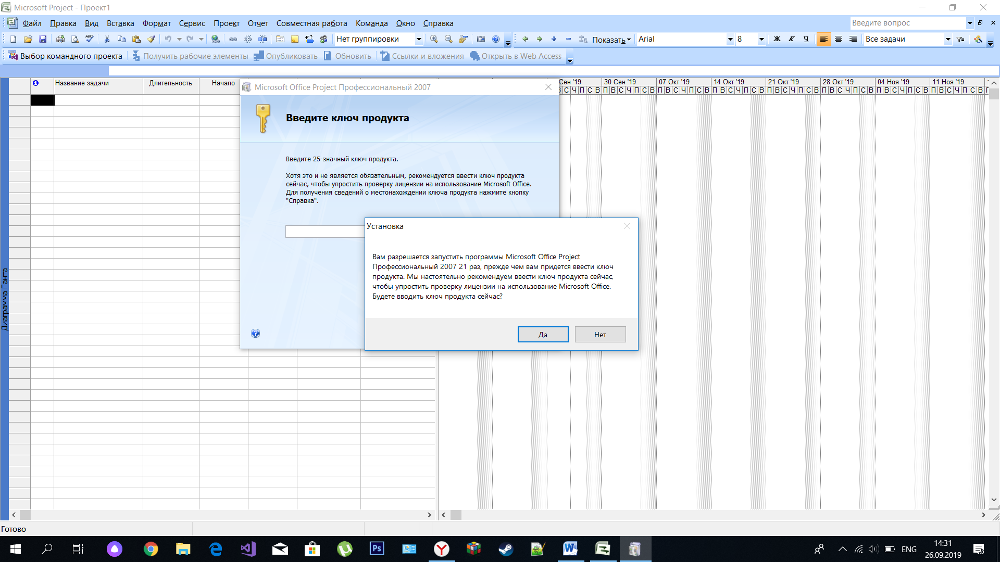 Microsoft Project - Проект1
Файл Правка Вид Вставка Формат Сервис Проект Отчет Совместная работа Команда Окно Справка
Введите вопрос
Нет группировки
Показать
Arial
8
Ж К Ч
Все задачи
Выбор командного проекта
Получить рабочие элементы
Опубликовать
Обновить
Ссылки и вложения
Открыть в Web Access
Название задачи
Длительность
Начало
Сен '19
30 Сен '19
07 Окт '19
14 Окт '19
21 Окт '19
28 Окт '19
04 Ноя '19
11 Ноя '19
В С Ч П С В П В С Ч П С В П В С Ч П С В П В С Ч П С В П В С Ч П С В П В С Ч П С В П В С Ч П С В П В С Ч П С В П
Microsoft Office Project Профессиональный 2007
Введите ключ продукта
Введите 25-значный ключ продукта.
Хотя это и не является обязательным, рекомендуется ввести ключ продукта
сейчас, чтобы упростить проверку лицензии на использование Microsoft Office.
Для получения сведений о местонахождении ключа продукта нажмите кнопку
"Справка".
Установка
Вам разрешается запустить программы Microsoft Office Project
Профессиональный 2007 21 раз, прежде чем вам придется ввести ключ
продукта. Мы настоятельно рекомендуем ввести ключ продукта сейчас,
чтобы упростить проверку лицензии на использование Microsoft Office.
Будете вводить ключ продукта сейчас?
Да
Нет
Диаграмма Ганта
Готово
Ps
ENG
14:31
26.09.2019